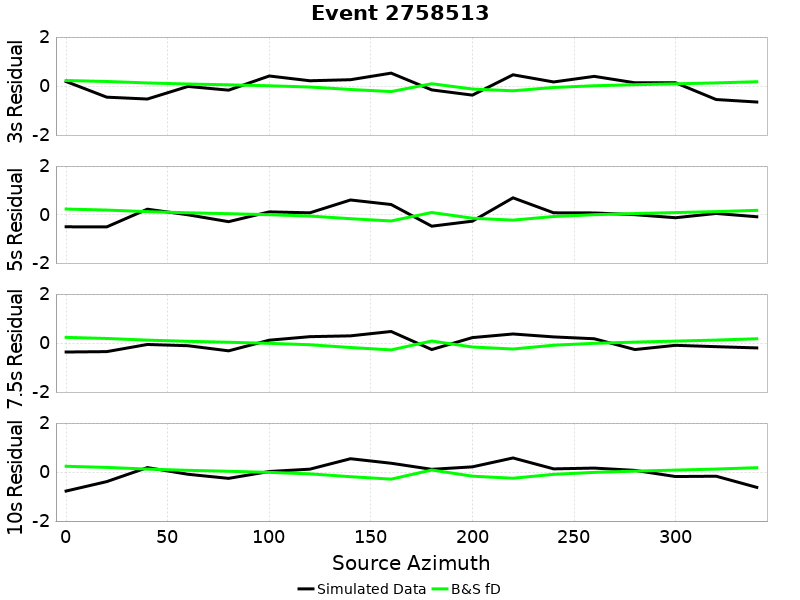 Event 2758513
3s Residual
2
0
-2
5s Residual
2
0
-2
7.5s Residual
2
0
-2
10s Residual
2
0
-2
0 50 100 150 200 250 300
Source Azimuth
Simulated Data B&S fD